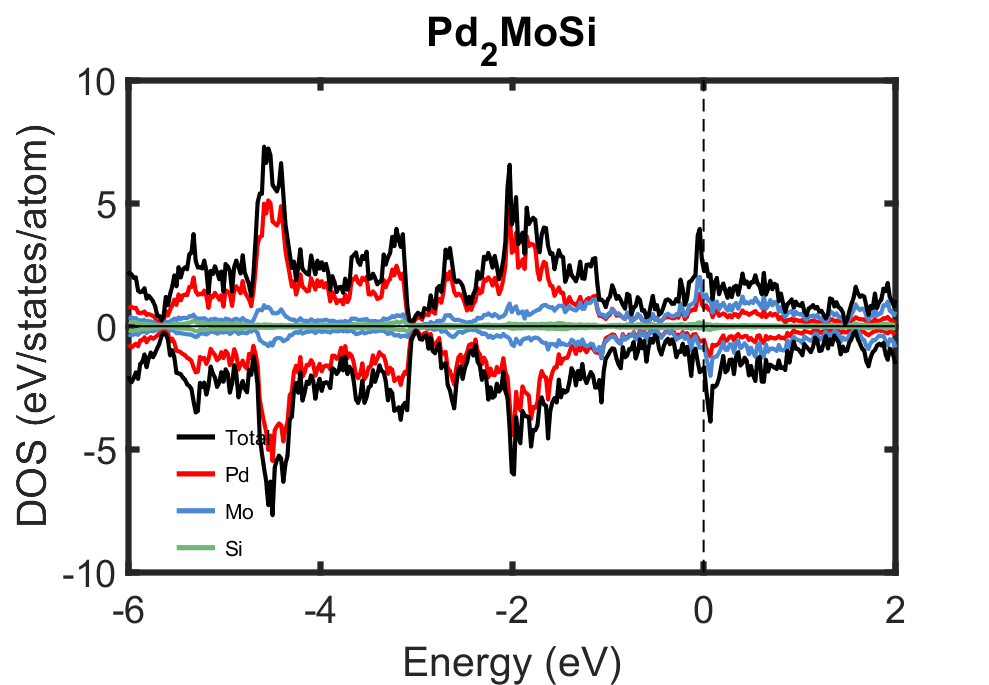 Pd₂MoSi
DOS (eV/states/atom)
10
5
0
-5
-10
Total
Pd
Mo
Si
-6 -4 -2 0 2
Energy (eV)